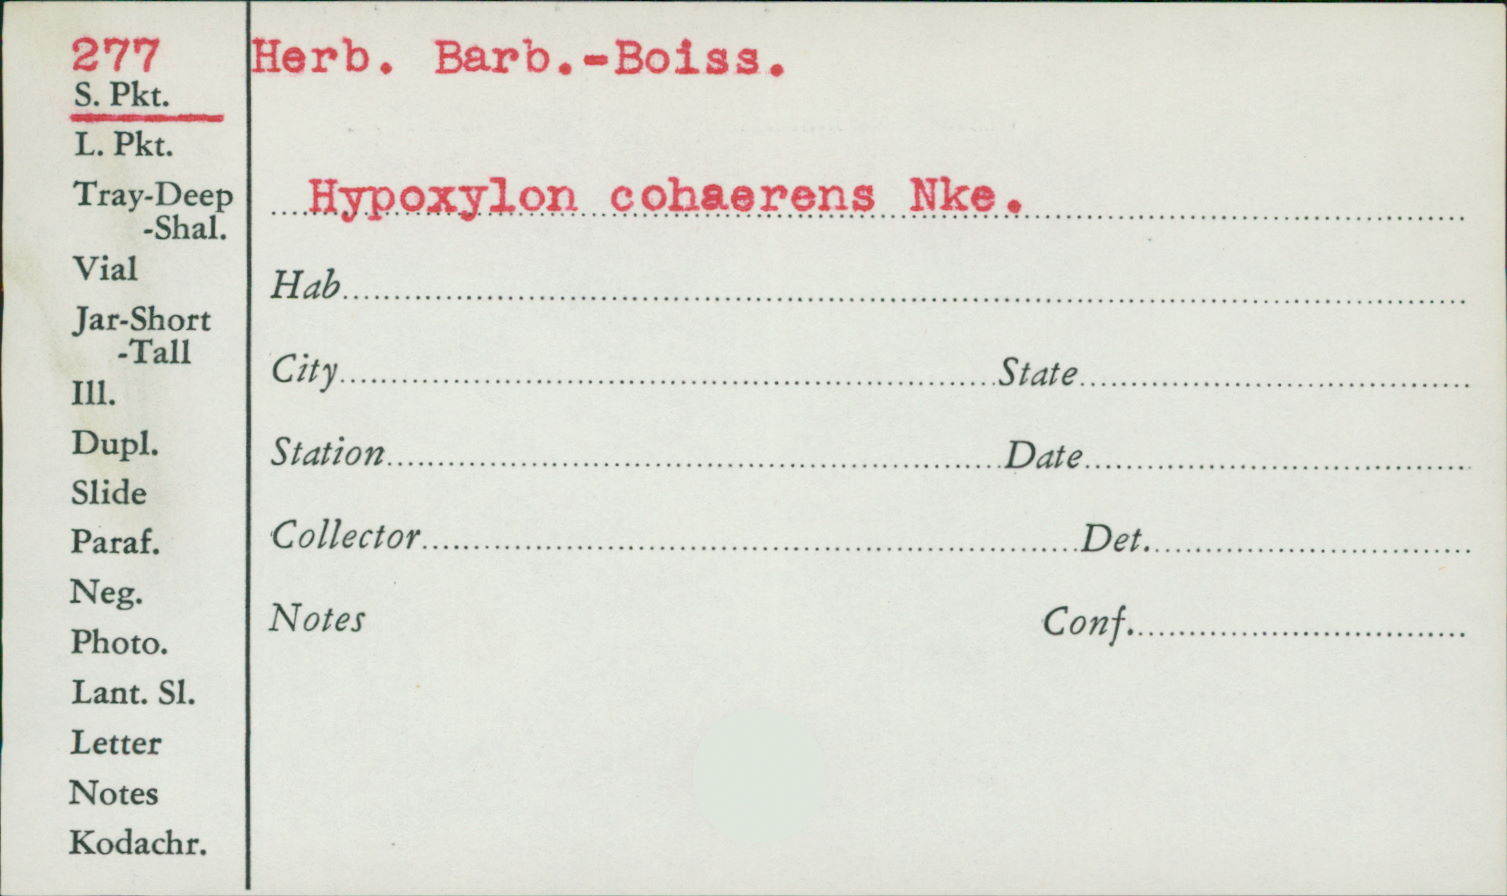 277
S. Pkt.
L. Pkt.
Tray-Deep
-Shal.
Vial
Jar-Short
-Tall
Ill.
Dupl.
Slide
Paraf.
Neg.
Photo.
Lant. Sl.
Letter
Notes
Kodachr.
Herb. Barb.-Boiss.
Hypoxylon cohaerens Nke.
Hab
City State
Station Date
Collector Det.
Notes Conf.